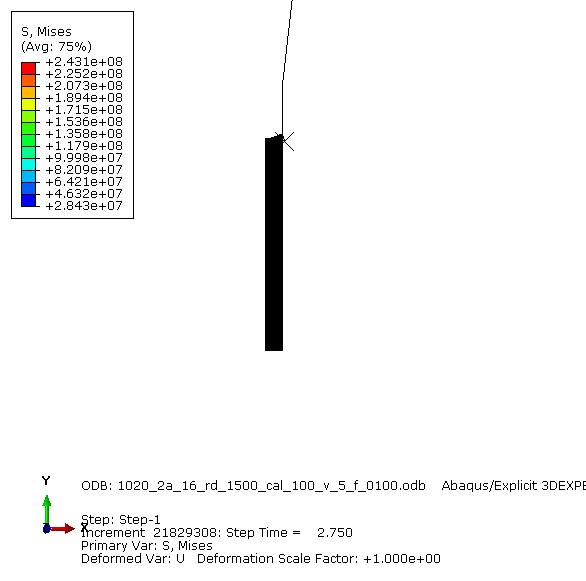 S, Mises
(Avg: 75%)
+2.431e+08
+2.252e+08
+2.073e+08
+1.894e+08
+1.715e+08
+1.536e+08
+1.358e+08
+1.179e+08
+9.998e+07
+8.209e+07
+6.421e+07
+4.632e+07
+2.843e+07
Y
ODB: 1020_2a_16_rd_1500_cal_100_v_5_f_0100.odb Abaqus/Explicit 3DEXPE
Step: Step-1
X
Z
Increment 21829308: Step Time = 2.750
Primary Var: S, Mises
Deformed Var: U Deformation Scale Factor: +1.000e+00